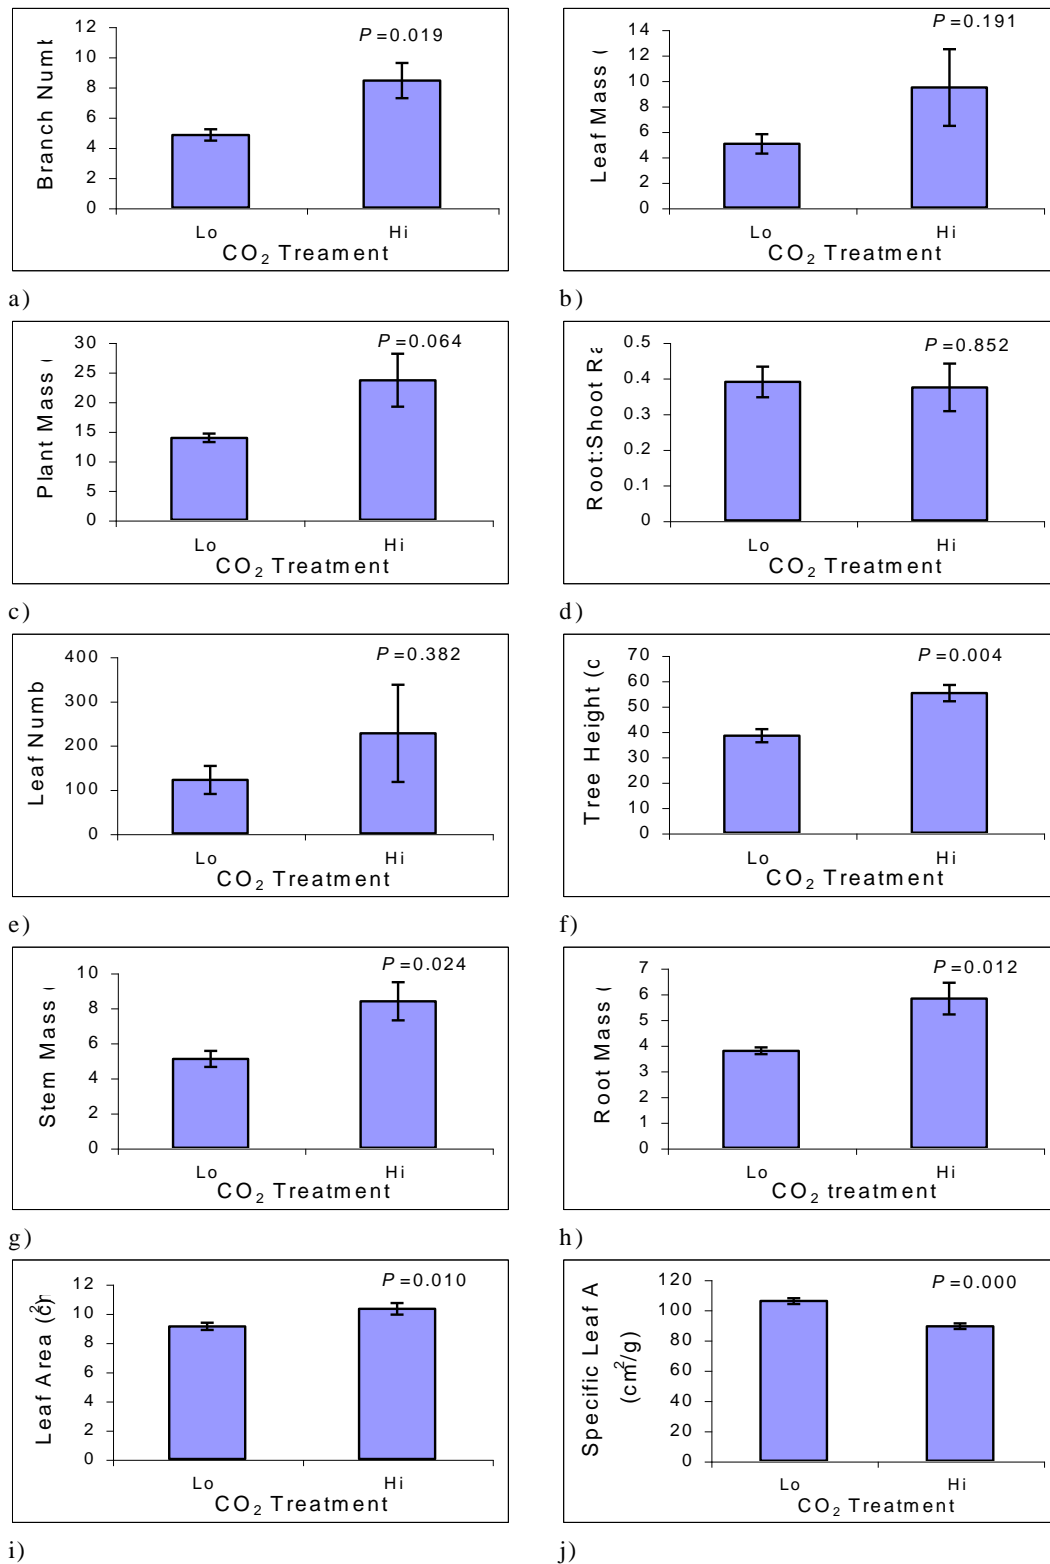 Branch Numb
12
10
8
6
4
2
0
P=0.019
Lo
Hi
CO2 Treament
a)
Leaf Mass (
14
12
10
8
6
4
2
0
P=0.191
Lo
Hi
CO2 Treatment
b)
Plant Mass (
30
25
20
15
10
5
0
P=0.064
Lo
Hi
CO2 Treatment
c)
Root:Shoot Ra
0.5
0.4
0.3
0.2
0.1
0
P=0.852
Lo
Hi
CO2 Treatment
d)
Leaf Numb
400
300
200
100
0
P=0.382
Lo
Hi
CO2 Treatment
e)
Tree Height (c
70
60
50
40
30
20
10
0
P=0.004
Lo
Hi
CO2 Treatment
f)
Stem Mass (
10
8
6
4
2
0
P=0.024
Lo
Hi
CO2 Treatment
g)
Root Mass (
7
6
5
4
3
2
1
0
P=0.012
Lo
Hi
CO2 treatment
h)
Leaf Area (c2)
12
10
8
6
4
2
0
P=0.010
Lo
Hi
CO2 Treatment
i)
Specific Leaf A
(cm2/g)
120
100
80
60
40
20
0
P=0.000
Lo
Hi
CO2 Treatment
j)